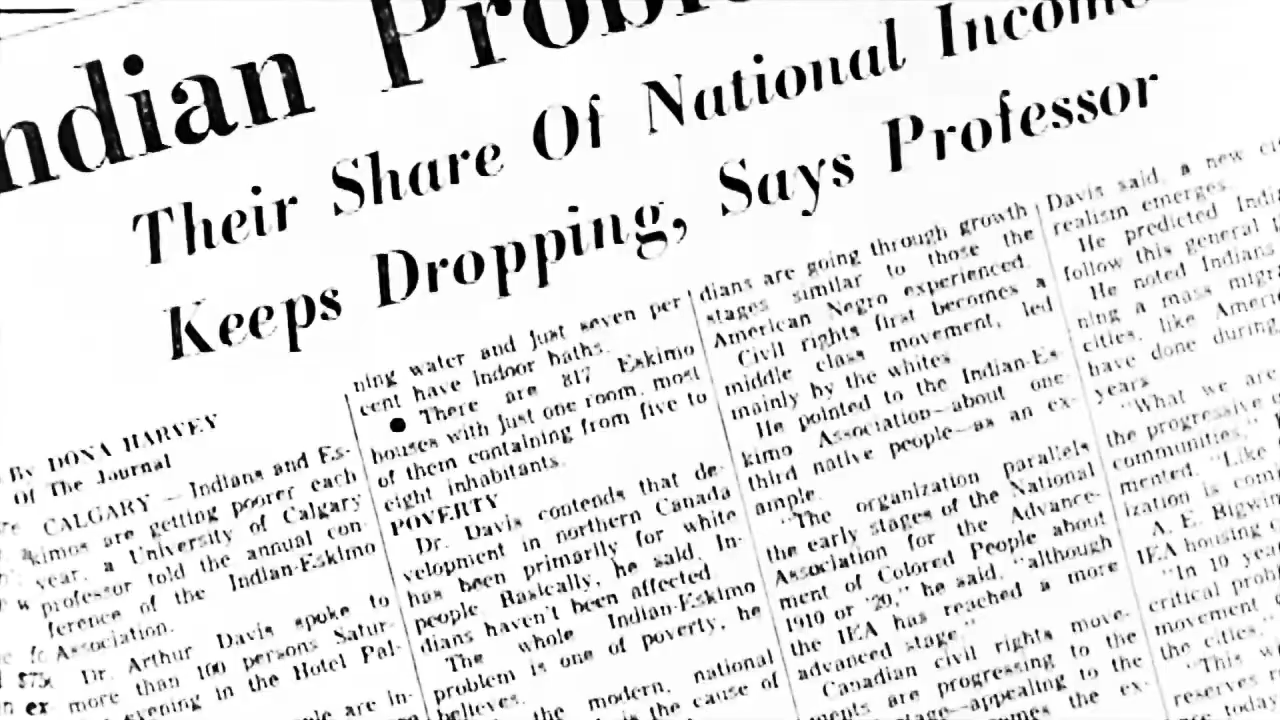 Indian Problem
Their Share Of National Income
Keeps Dropping, Says Professor
By DONA HARVEY
Of The Journal
CALGARY — Indians and Es-
kimos are getting poorer each
year, a University of Calgary
professor told the annual con-
ference of the Indian-Eskimo
Association.
Dr. Arthur Davis spoke to
more than 100 persons Satur-
evening in the Hotel Pal-
are in-
ning water and just seven per
cent have indoor baths.
● There are 817 Eskimo
houses with just one room, most
of them containing from five to
eight inhabitants.
POVERTY
Dr. Davis contends that de-
velopment in northern Canada
has been primarily for white
people. Basically, he said, In-
dians haven't been affected.
The whole Indian-Eskimo
problem is one of poverty, he
believes.
the modern, national
is the cause of
dians are going through growth
stages similar to those the
American Negro experienced.
Civil rights first becomes a
middle class movement, led
mainly by the whites.
He pointed to the Indian-Es-
kimo Association—about one-
third native people—as an ex-
ample.
"The organization parallels
the early stages of the National
Association for the Advance-
ment of Colored People about
1910 or '20," he said, "although
the IEA has reached a more
advanced stage."
Canadian civil rights move-
ments are progressing to the
stage—appealing to the
the ex-
Davis said, a new
realism emerges.
He predicted
follow this general
He noted Indians
ning a mass
cities, like
have done during
years
"What we are
the progressive
communities,"
mented. "Like
ization is
A. E. Bigwin
IEA housing
"In 10
critical
movement
the cities."
"This
reserves
today